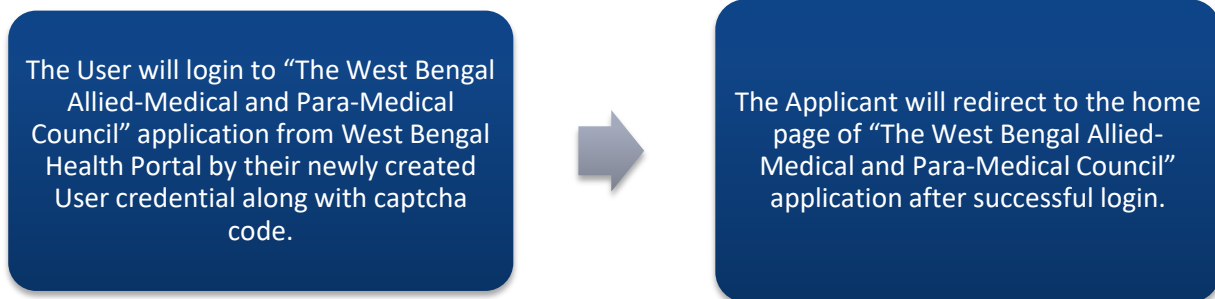 The User will login to “The West Bengal
Allied-Medical and Para-Medical
Council” application from West Bengal
Health Portal by their newly created
User credential along with captcha
code.
The Applicant will redirect to the home
page of “The West Bengal Allied-
Medical and Para-Medical Council”
application after successful login.